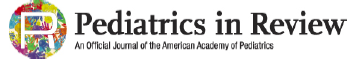 Pediatrics in Review
An Official Journal of the American Academy of Pediatrics